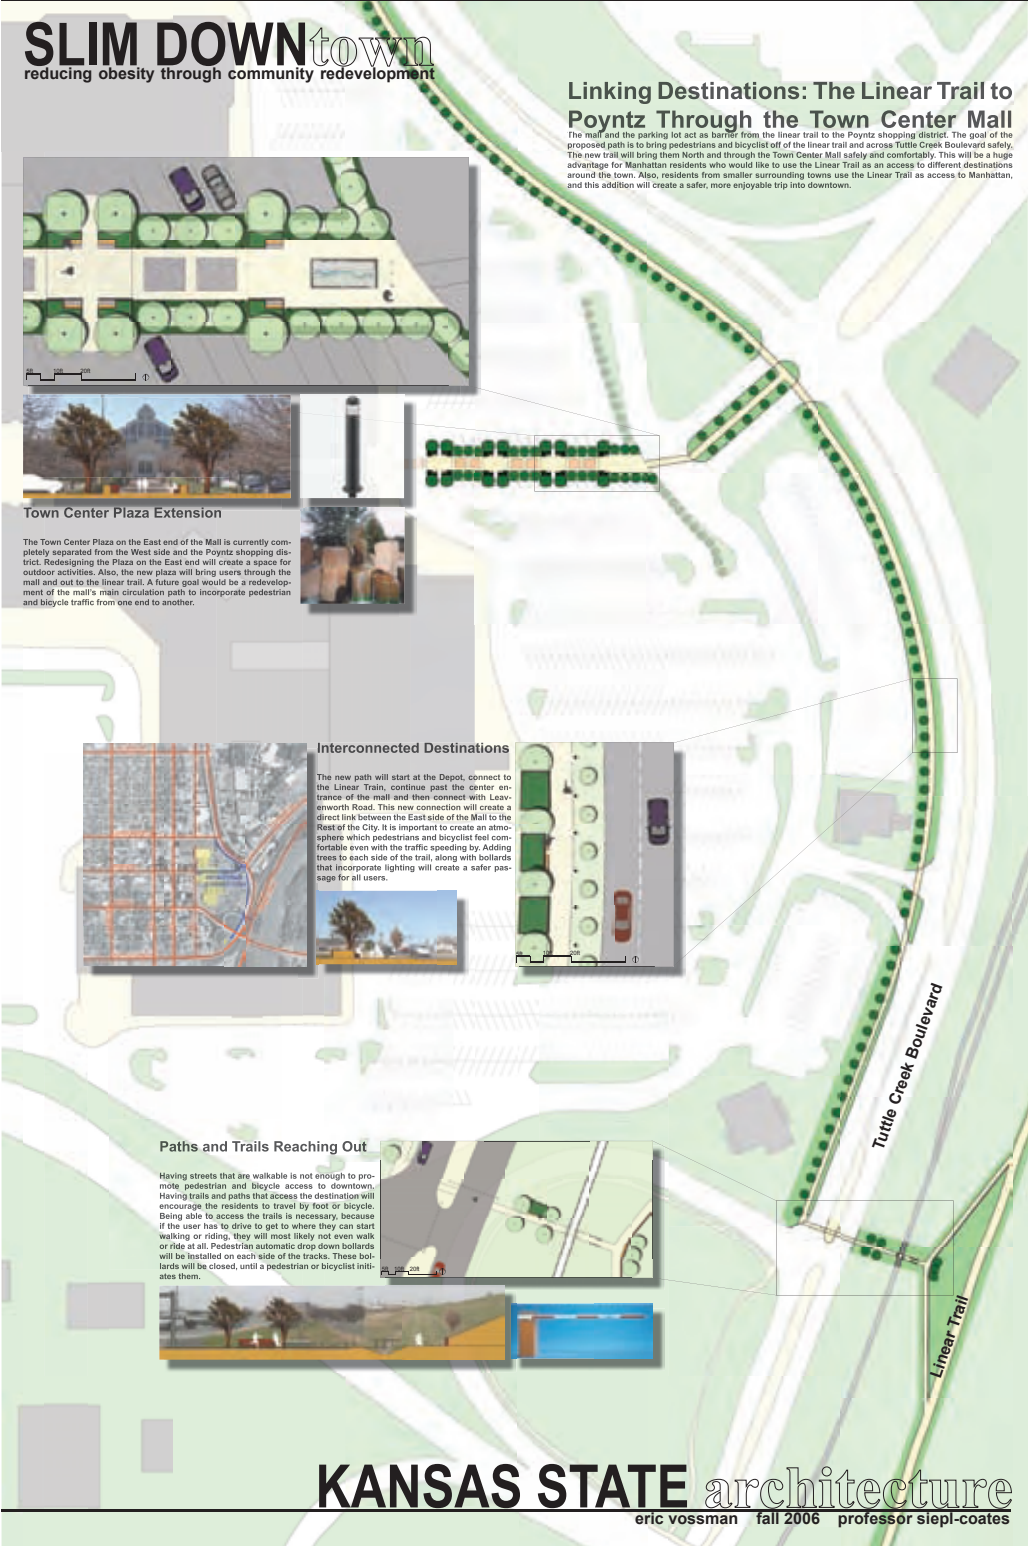 SLIM DOWNtown
reducing obesity through community redevelopment
Linking Destinations: The Linear Trail to
Poyntz Through the Town Center Mall
The mall and the parking lot act as barrier from the linear trail to the Poyntz shopping district. The goal of the
proposed path is to bring pedestrians and bicyclist off of the linear trail and across Tuttle Creek Boulevard safely.
The new trail will bring them North and through the Town Center Mall safely and comfortably. This will be a huge
advantage for Manhattan residents who would like to use the Linear Trail as an access to different destinations
around the town. Also, residents from smaller surrounding towns use the Linear Trail as access to Manhattan,
and this addition will create a safer, more enjoyable trip into downtown.
5ft 10ft 20ft
Town Center Plaza Extension
The Town Center Plaza on the East end of the Mall is currently com-
pletely separated from the West side and the Poyntz shopping dis-
trict. Redesigning the Plaza on the East end will create a space for
outdoor activities. Also, the new plaza will bring users through the
mall and out to the linear trail. A future goal would be a redevelop-
ment of the mall's main circulation path to incorporate pedestrian
and bicycle traffic from one end to another.
Interconnected Destinations
The new path will start at the Depot, connect to
the Linear Train, continue past the center en-
trance of the mall and then connect with Leav-
enworth Road. This new connection will create a
direct link between the East side of the Mall to the
Rest of the City. It is important to create an atmo-
sphere which pedestrians and bicyclist feel com-
fortable even with the traffic speeding by. Adding
trees to each side of the trail, along with bollards
that incorporate lighting will create a safer pas-
sage for all users.
5ft 10ft 20ft
Tuttle Creek Boulevard
Paths and Trails Reaching Out
Having streets that are walkable is not enough to pro-
mote pedestrian and bicycle access to downtown.
Having trails and paths that access the destination will
encourage the residents to travel by foot or bicycle.
Being able to access the trails is necessary, because
if the user has to drive to get to where they can start
walking or riding, they will most likely not even walk
or ride at all. Pedestrian automatic drop down bollards
will be installed on each side of the tracks. These bol-
lards will be closed, until a pedestrian or bicyclist initi-
ates them.
5ft 10ft 20ft
Linear Trail
KANSAS STATE architecture
eric vossman fall 2006 professor siepl-coates